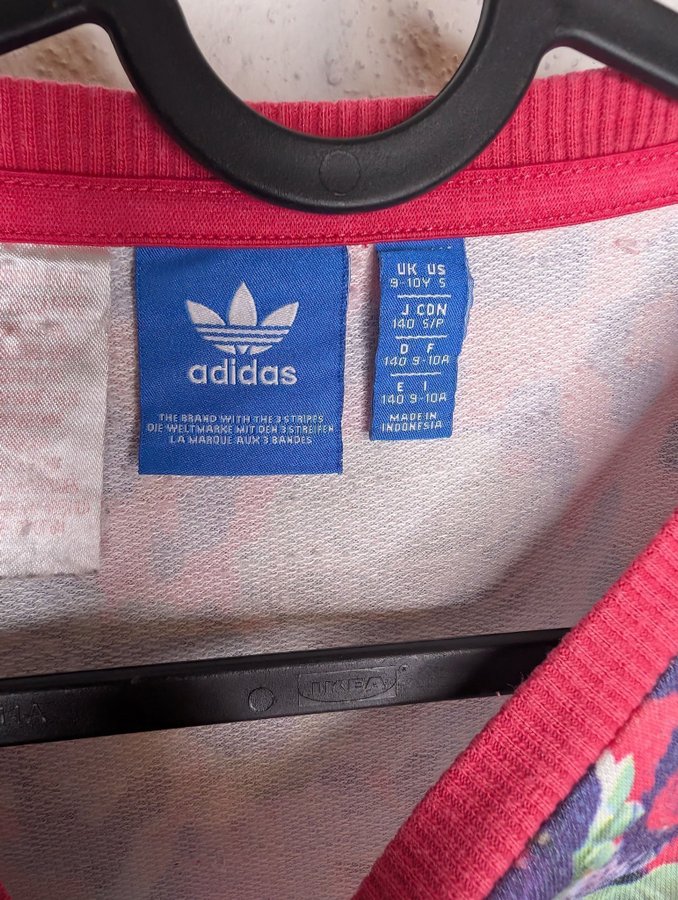 adidas
THE BRAND WITH THE 3 STRIPES
DIE WELTMARKE MIT DEN 3 STREIFEN
LA MARQUE AUX 3 BANDES
UK US
9-10Y S
J CDN
140 S/P
D F
140 9-10A
E I
140 9-10A
MADE IN
INDONESIA
IKEA